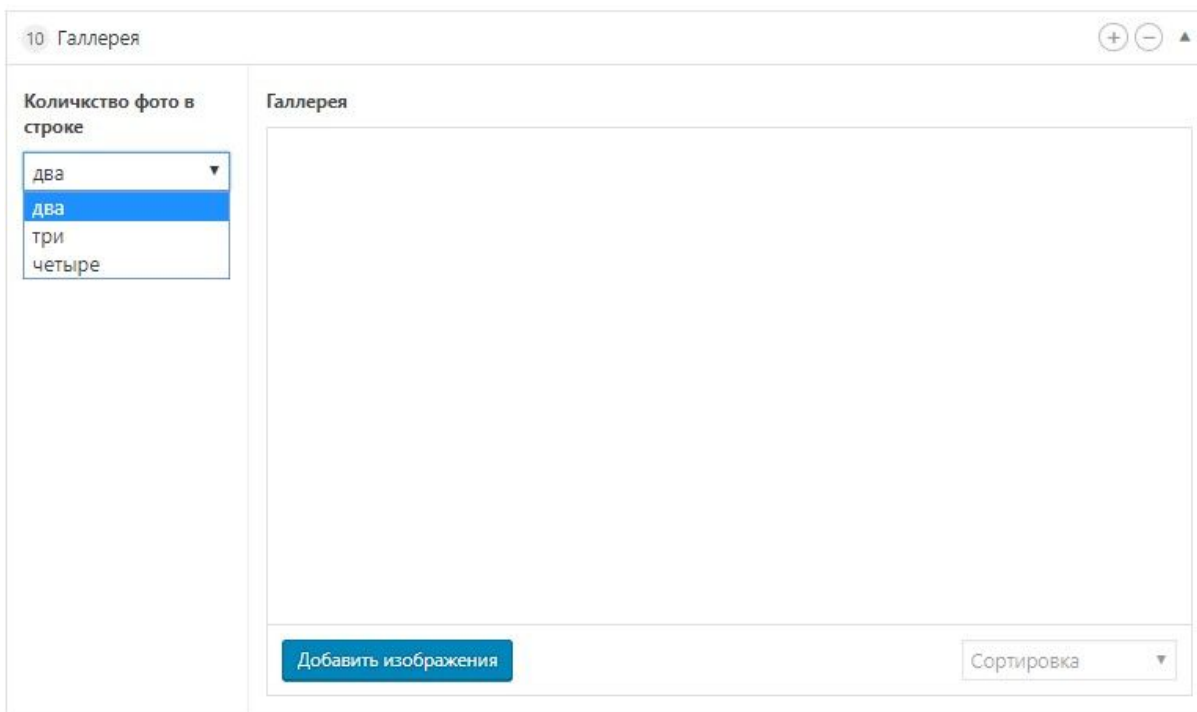 10 Галлерея
Количкство фото в
строке
два
два
три
четыре
Галлерея
Добавить изображения
Сортировка